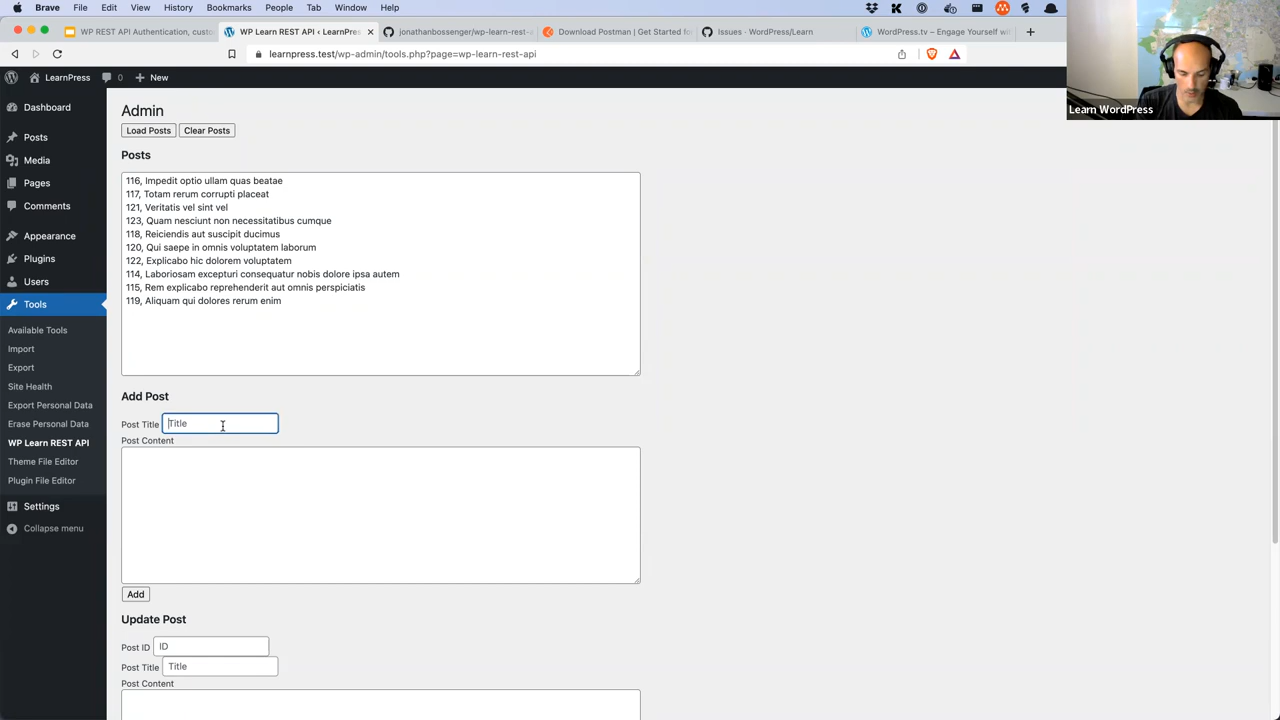 Brave File Edit View History Bookmarks People Tab Window Help
WP REST API Authentication, custo
WP Learn REST API ‹ LearnPres
jonathanbossenger/wp-learn-rest-a
Download Postman | Get Started fo
Issues · WordPress/Learn
WordPress.tv – Engage Yourself wit
learnpress.test/wp-admin/tools.php?page=wp-learn-rest-api
LearnPress 0 New
Learn WordPress
Dashboard
Posts
Media
Pages
Comments
Appearance
Plugins
Users
Tools
Available Tools
Import
Export
Site Health
Export Personal Data
Erase Personal Data
WP Learn REST API
Theme File Editor
Plugin File Editor
Settings
Collapse menu
Admin
Load Posts Clear Posts
Posts
116, Impedit optio ullam quas beatae
117, Totam rerum corrupti placeat
121, Veritatis vel sint vel
123, Quam nesciunt non necessitatibus cumque
118, Reiciendis aut suscipit ducimus
120, Qui saepe in omnis voluptatem laborum
122, Explicabo hic dolorem voluptatem
114, Laboriosam excepturi consequatur nobis dolore ipsa autem
115, Rem explicabo reprehenderit aut omnis perspiciatis
119, Aliquam qui dolores rerum enim
Add Post
Post Title Title
Post Content
Add
Update Post
Post ID ID
Post Title Title
Post Content